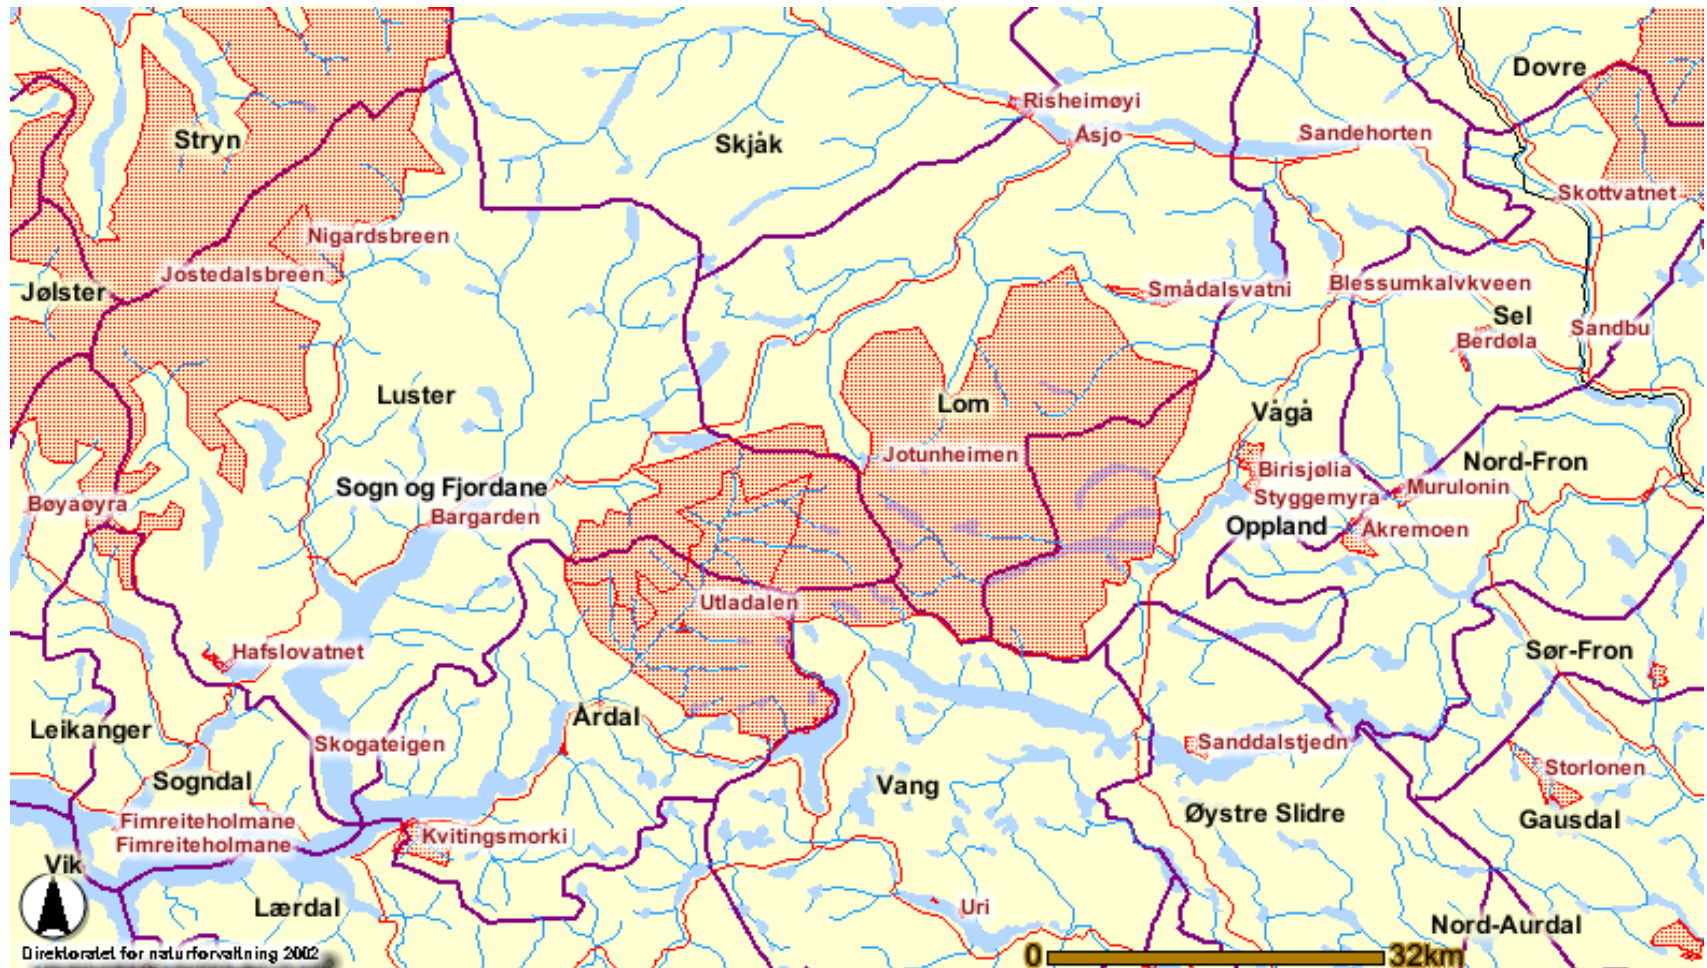 Dovre
Risheimøyi
Åsjo
Sandehorten
Stryn
Skjåk
Skottvatnet
Nigardsbreen
Jostedalsbreen
Jølster
Smådalsvatni
Blessumkalvkveen
Sel
Sandbu
Berdøla
Luster
Lom
Vågå
Jotunheimen
Birisjølia
Nord-Fron
Sogn og Fjordane
Styggemyra
Murulonin
Bøyaøyra
Bargarden
Oppland
Åkremoen
Utladalen
Hafslovatnet
Sør-Fron
Leikanger
Årdal
Skogateigen
Sanddalstjedn
Sogndal
Vang
Storlonen
Fimreiteholmane
Øystre Slidre
Gausdal
Fimreiteholmane
Kvitingsmorki
Vik
Lærdal
Uri
Nord-Aurdal
Direktoratet for naturforvaltning 2002
0 32km